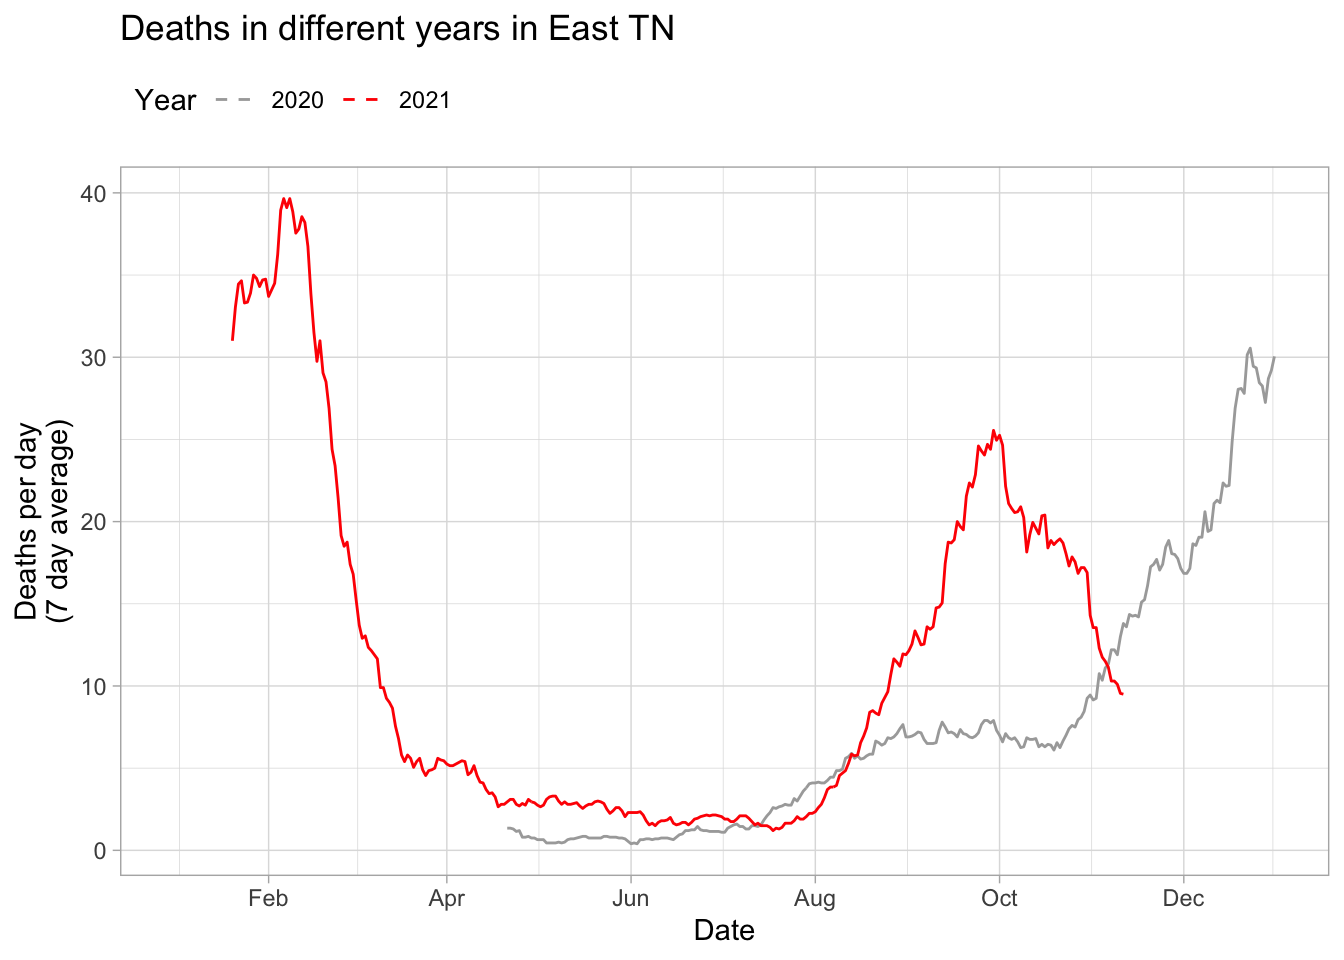 Deaths in different years in East TN
Year 2020 2021
40
30
20
10
0
Deaths per day
(7 day average)
Feb Apr Jun Aug Oct Dec
Date